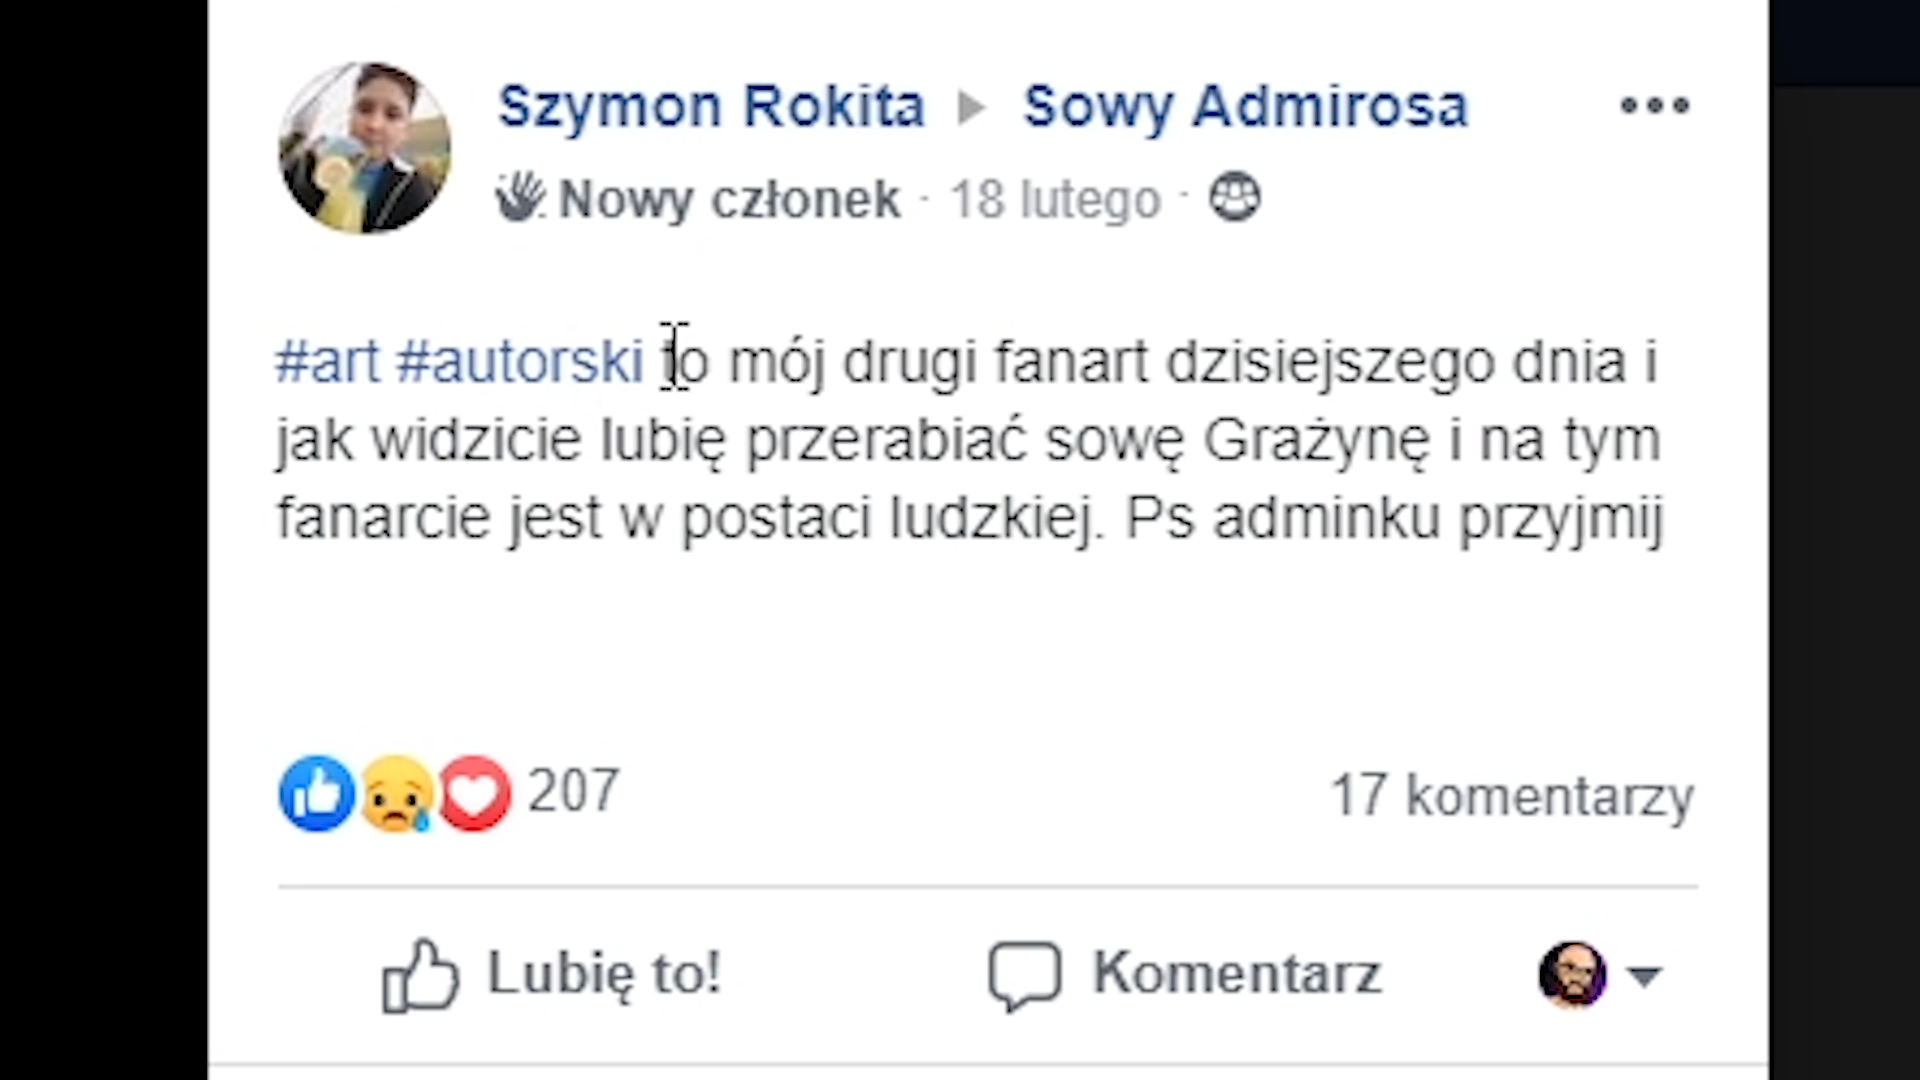 Szymon Rokita ▸ Sowy Admirosa
Nowy członek · 18 lutego ·
#art #autorski to mój drugi fanart dzisiejszego dnia i
jak widzicie lubię przerabiać sowę Grażynę i na tym
fanarcie jest w postaci ludzkiej. Ps adminku przyjmij
207
17 komentarzy
Lubię to!
Komentarz